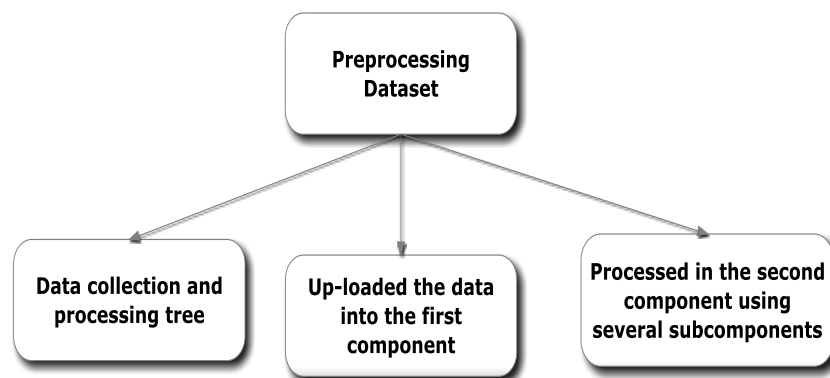 Preprocessing
Dataset
Data collection and
processing tree
Up-loaded the data
into the first
component
Processed in the second
component using
several subcomponents